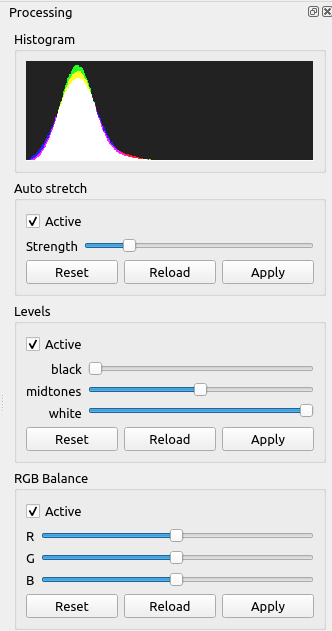 Processing
Histogram
Auto stretch
Active
Strength
Reset Reload Apply
Levels
Active
black
midtones
white
Reset Reload Apply
RGB Balance
Active
R
G
B
Reset Reload Apply